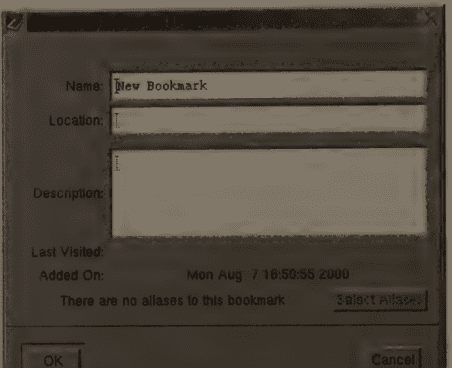 Name: New Bookmark
Location:
Description:
Last Visited:
Added On: Mon Aug 7 16:50:55 2000
There are no aliases to this bookmark Select Aliases
OK Cancel